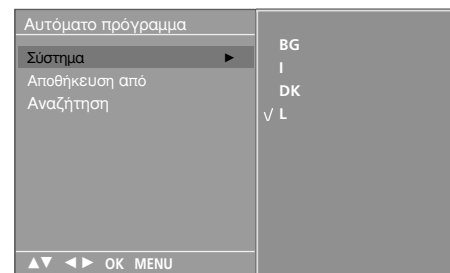 Αυτόματο πρόγραμμα
Σύστημα ►
Αποθήκευση από
Αναζήτηση
BG
I
DK
√ L
▲▼ ◄► OK MENU